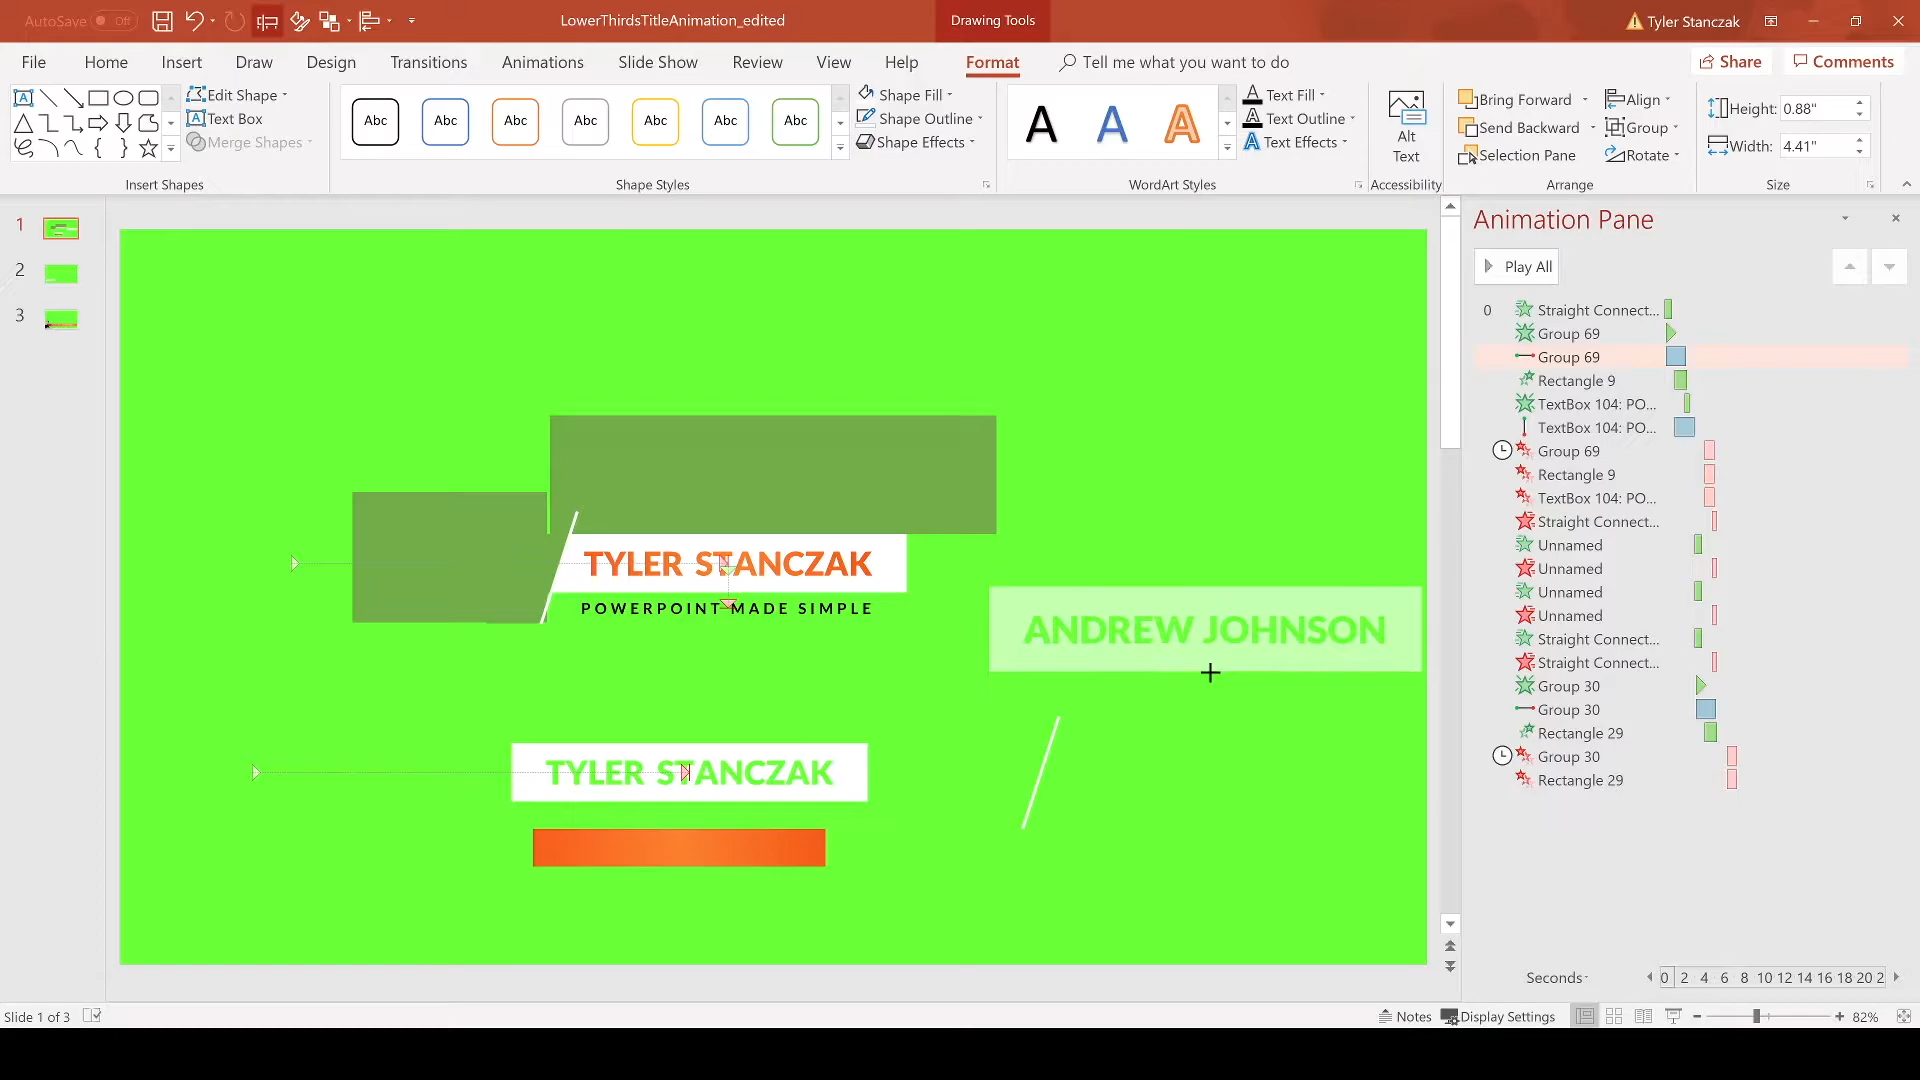 AutoSave Off
LowerThirdsTitleAnimation_edited
Drawing Tools
Tyler Stanczak
File Home Insert Draw Design Transitions Animations Slide Show Review View Help Format Tell me what you want to do
Share Comments
Edit Shape
Text Box
Merge Shapes
Insert Shapes
Abc Abc Abc Abc Abc Abc Abc
Shape Fill
Shape Outline
Shape Effects
Shape Styles
A A A
Text Fill
Text Outline
Text Effects
WordArt Styles
Alt
Text
Accessibility
Bring Forward
Send Backward
Selection Pane
Align
Group
Rotate
Arrange
Height: 0.88"
Width: 4.41"
Size
1
2
3
TYLER STANCZAK
POWERPOINT MADE SIMPLE
ANDREW JOHNSON
TYLER STANCZAK
Animation Pane
Play All
0 Straight Connect...
Group 69
Group 69
Rectangle 9
TextBox 104: PO...
TextBox 104: PO...
Group 69
Rectangle 9
TextBox 104: PO...
Straight Connect...
Unnamed
Unnamed
Unnamed
Unnamed
Straight Connect...
Straight Connect...
Group 30
Group 30
Rectangle 29
Group 30
Rectangle 29
Seconds
0 2 4 6 8 10 12 14 16 18 20 2
Slide 1 of 3
Notes Display Settings 82%